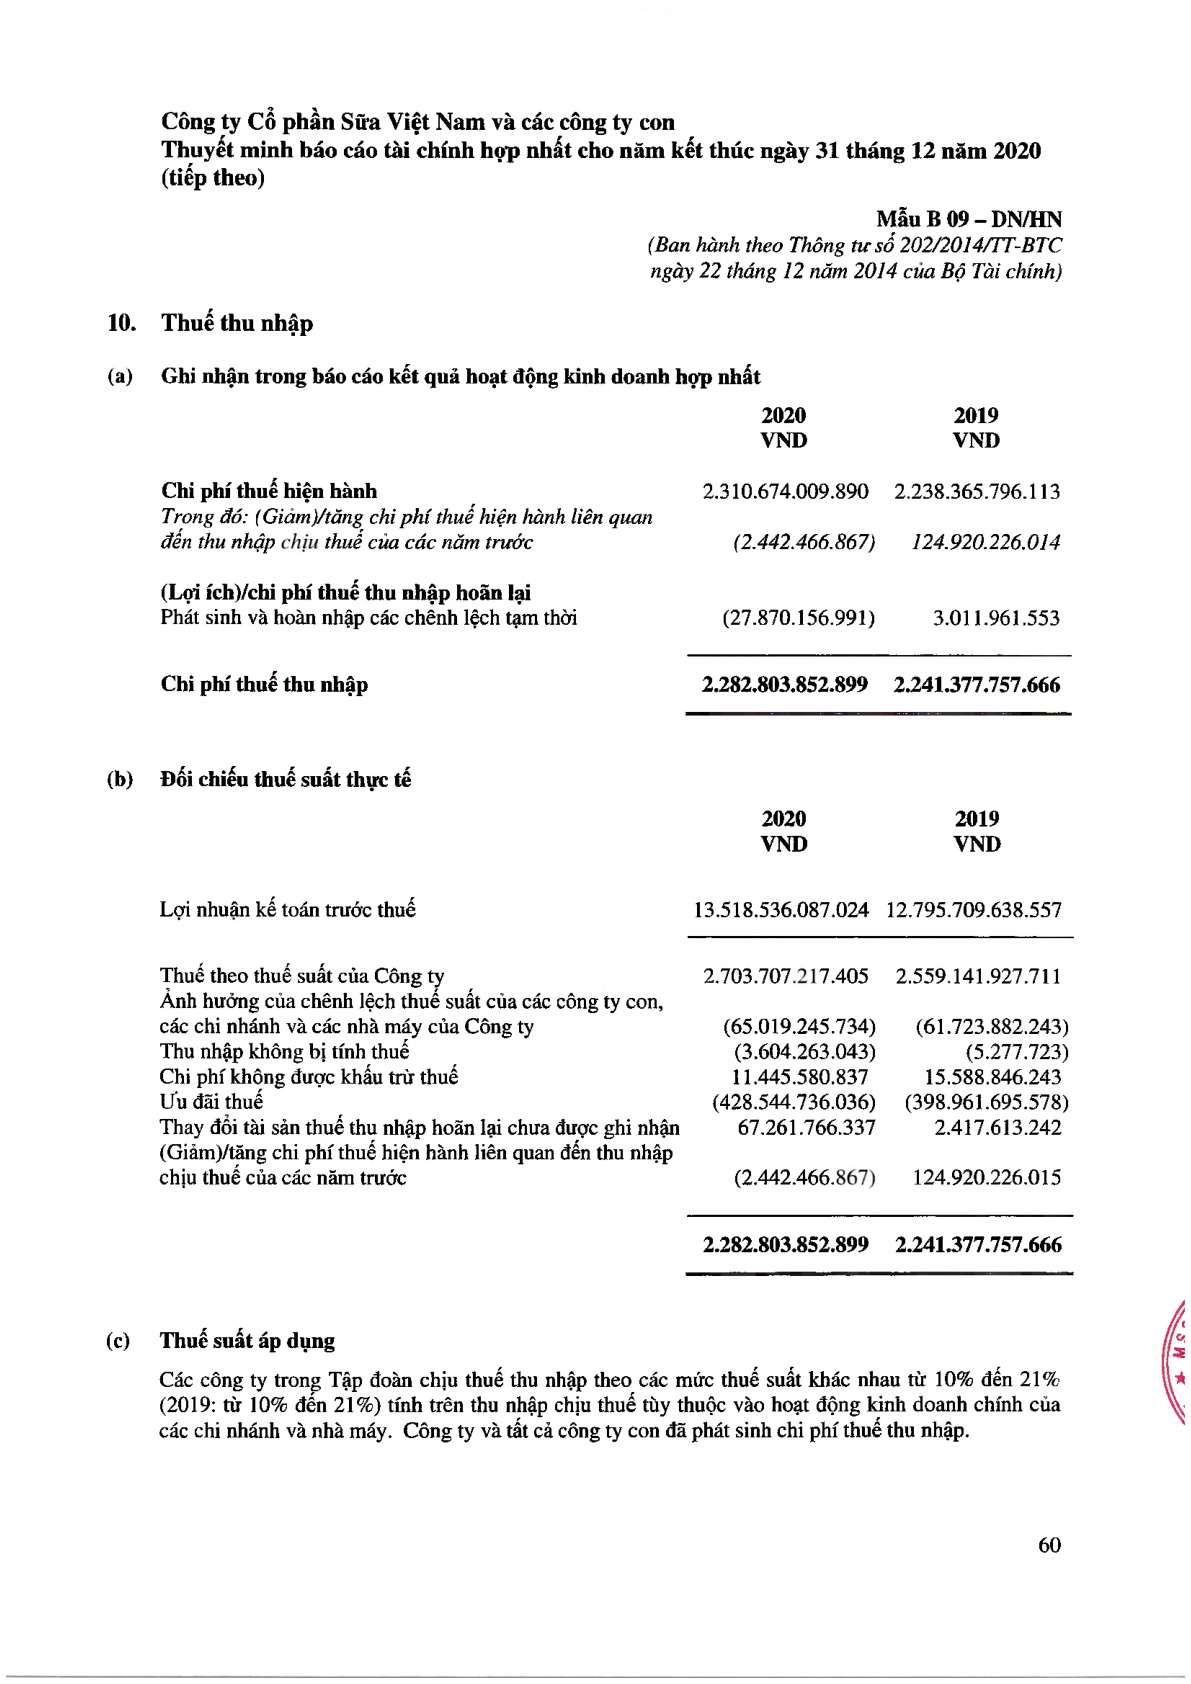 Công ty Cổ phần Sữa Việt Nam và các công ty con
Thuyết minh báo cáo tài chính hợp nhất cho năm kết thúc ngày 31 tháng 12 năm 2020
(tiếp theo)
Mẫu B 09 – DN/HN
(Ban hành theo Thông tư số 202/2014/TT-BTC
ngày 22 tháng 12 năm 2014 của Bộ Tài chính)
10. Thuế thu nhập
(a) Ghi nhận trong báo cáo kết quả hoạt động kinh doanh hợp nhất
2020 2019
VND VND
Chi phí thuế hiện hành 2.310.674.009.890 2.238.365.796.113
Trong đó: (Giảm)/tăng chi phí thuế hiện hành liên quan
đến thu nhập chịu thuế của các năm trước (2.442.466.867) 124.920.226.014
(Lợi ích)/chi phí thuế thu nhập hoãn lại
Phát sinh và hoàn nhập các chênh lệch tạm thời (27.870.156.991) 3.011.961.553
Chi phí thuế thu nhập 2.282.803.852.899 2.241.377.757.666
(b) Đối chiếu thuế suất thực tế
2020 2019
VND VND
Lợi nhuận kế toán trước thuế 13.518.536.087.024 12.795.709.638.557
Thuế theo thuế suất của Công ty 2.703.707.217.405 2.559.141.927.711
Ảnh hưởng của chênh lệch thuế suất của các công ty con,
các chi nhánh và các nhà máy của Công ty (65.019.245.734) (61.723.882.243)
Thu nhập không bị tính thuế (3.604.263.043) (5.277.723)
Chi phí không được khấu trừ thuế 11.445.580.837 15.588.846.243
Ưu đãi thuế (428.544.736.036) (398.961.695.578)
Thay đổi tài sản thuế thu nhập hoãn lại chưa được ghi nhận 67.261.766.337 2.417.613.242
(Giảm)/tăng chi phí thuế hiện hành liên quan đến thu nhập
chịu thuế của các năm trước (2.442.466.867) 124.920.226.015
2.282.803.852.899 2.241.377.757.666
(c) Thuế suất áp dụng
Các công ty trong Tập đoàn chịu thuế thu nhập theo các mức thuế suất khác nhau từ 10% đến 21%
(2019: từ 10% đến 21%) tính trên thu nhập chịu thuế tùy thuộc vào hoạt động kinh doanh chính của
các chi nhánh và nhà máy. Công ty và tất cả công ty con đã phát sinh chi phí thuế thu nhập.
60